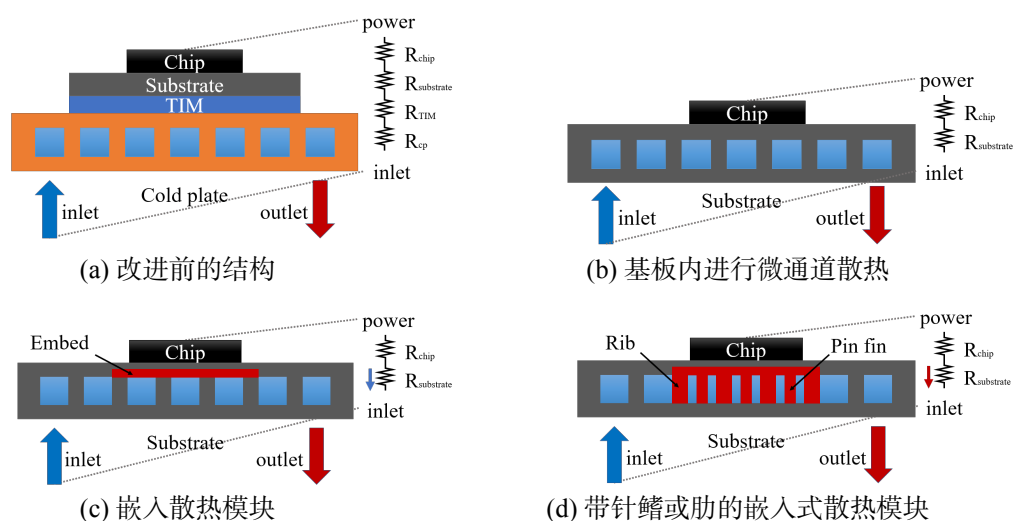 power
Chip
R_chip
Substrate
R_substrate
TIM
R_TIM
R_cp
inlet
Cold plate
inlet
outlet
(a) 改进前的结构
power
Chip
R_chip
R_substrate
inlet
Substrate
inlet
outlet
(b) 基板内进行微通道散热
power
Embed
Chip
R_chip
R_substrate
inlet
Substrate
inlet
outlet
(c) 嵌入散热模块
power
Rib
Chip
Pin fin
R_chip
R_substrate
inlet
Substrate
inlet
outlet
(d) 带针鳍或肋的嵌入式散热模块